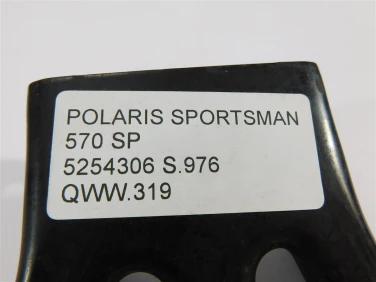 POLARIS SPORTSMAN
570 SP
5254306 S.976
QWW.319